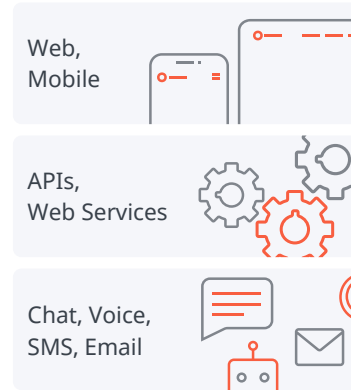 Web,
Mobile
APIs,
Web Services
Chat, Voice,
SMS, Email